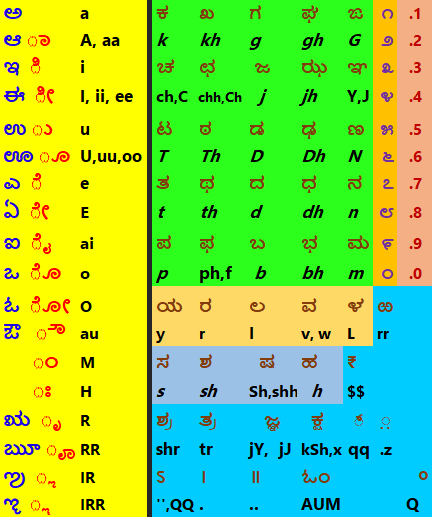 ಅ a ಕ ಖ ಗ ಘ ಙ ೧ .1
ಆ ಾ A, aa k kh g gh G ೨ .2
ಇ ಿ i ಚ ಛ ಜ ಝ ಞ ೩ .3
ಈ ೀ I, ii, ee ch,C chh,Ch j jh Y,J ೪ .4
ಉ ು u ಟ ಠ ಡ ಢ ಣ ೫ .5
ಊ ೂ U,uu,oo T Th D Dh N ೬ .6
ಎ ೆ e ತ ಥ ದ ಧ ನ ೭ .7
ಏ ೇ E t th d dh n ೮ .8
ಐ ೈ ai ಪ ಫ ಬ ಭ ಮ ೯ .9
ಒ ೊ o p ph,f b bh m ೦ .0
ಓ ೋ O ಯ ರ ಲ ವ ಳ ಱ
ಔ ೌ au y r l v, w L rr
ಂ M ಸ ಶ ಷ ಹ ₹
ಃ H s sh Sh,shh h $$
ಋ ೃ R ಶ್ರ ತ್ರ ಜ್ಞ ಕ್ಷ
ೠ ೄ RR shr tr jY, jJ kSh,x qq .z
ಌ ೢ IR ऽ । ॥ ಓಂ
ೡ ೣ IRR '',QQ . .. AUM Q